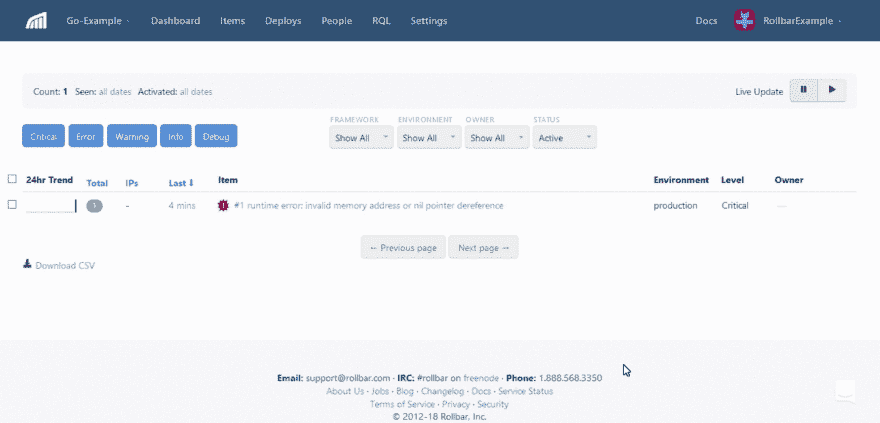 Go-Example Dashboard Items Deploys People RQL Settings Docs RollbarExample
Count: 1 Seen: all dates Activated: all dates Live Update
FRAMEWORK ENVIRONMENT OWNER STATUS
Critical Error Warning Info Debug Show All Show All Show All Active
24hr Trend Total IPs Last Item Environment Level Owner
1 - 4 mins #1 runtime error: invalid memory address or nil pointer dereference production Critical —
← Previous page Next page →
Download CSV
Email: support@rollbar.com · IRC: #rollbar on freenode · Phone: 1.888.568.3350
About Us · Jobs · Blog · Changelog · Docs · Service Status
Terms of Service · Privacy · Security
© 2012-18 Rollbar, Inc.